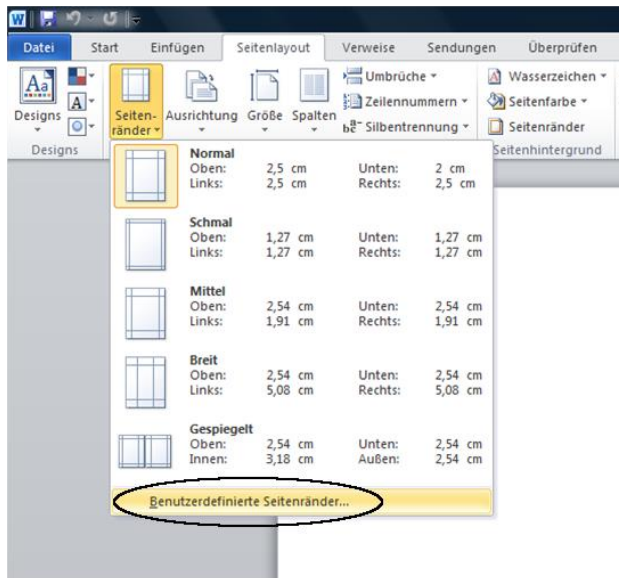 Datei Start Einfügen Seitenlayout Verweise Sendungen Überprüfen
Designs
Seiten-
ränder
Ausrichtung Größe Spalten
Umbrüche
Zeilennummern
Silbentrennung
Wasserzeichen
Seitenfarbe
Seitenränder
Designs
Seitenhintergrund
Normal
Oben: 2,5 cm Unten: 2 cm
Links: 2,5 cm Rechts: 2,5 cm
Schmal
Oben: 1,27 cm Unten: 1,27 cm
Links: 1,27 cm Rechts: 1,27 cm
Mittel
Oben: 2,54 cm Unten: 2,54 cm
Links: 1,91 cm Rechts: 1,91 cm
Breit
Oben: 2,54 cm Unten: 2,54 cm
Links: 5,08 cm Rechts: 5,08 cm
Gespiegelt
Oben: 2,54 cm Unten: 2,54 cm
Innen: 3,18 cm Außen: 2,54 cm
Benutzerdefinierte Seitenränder...